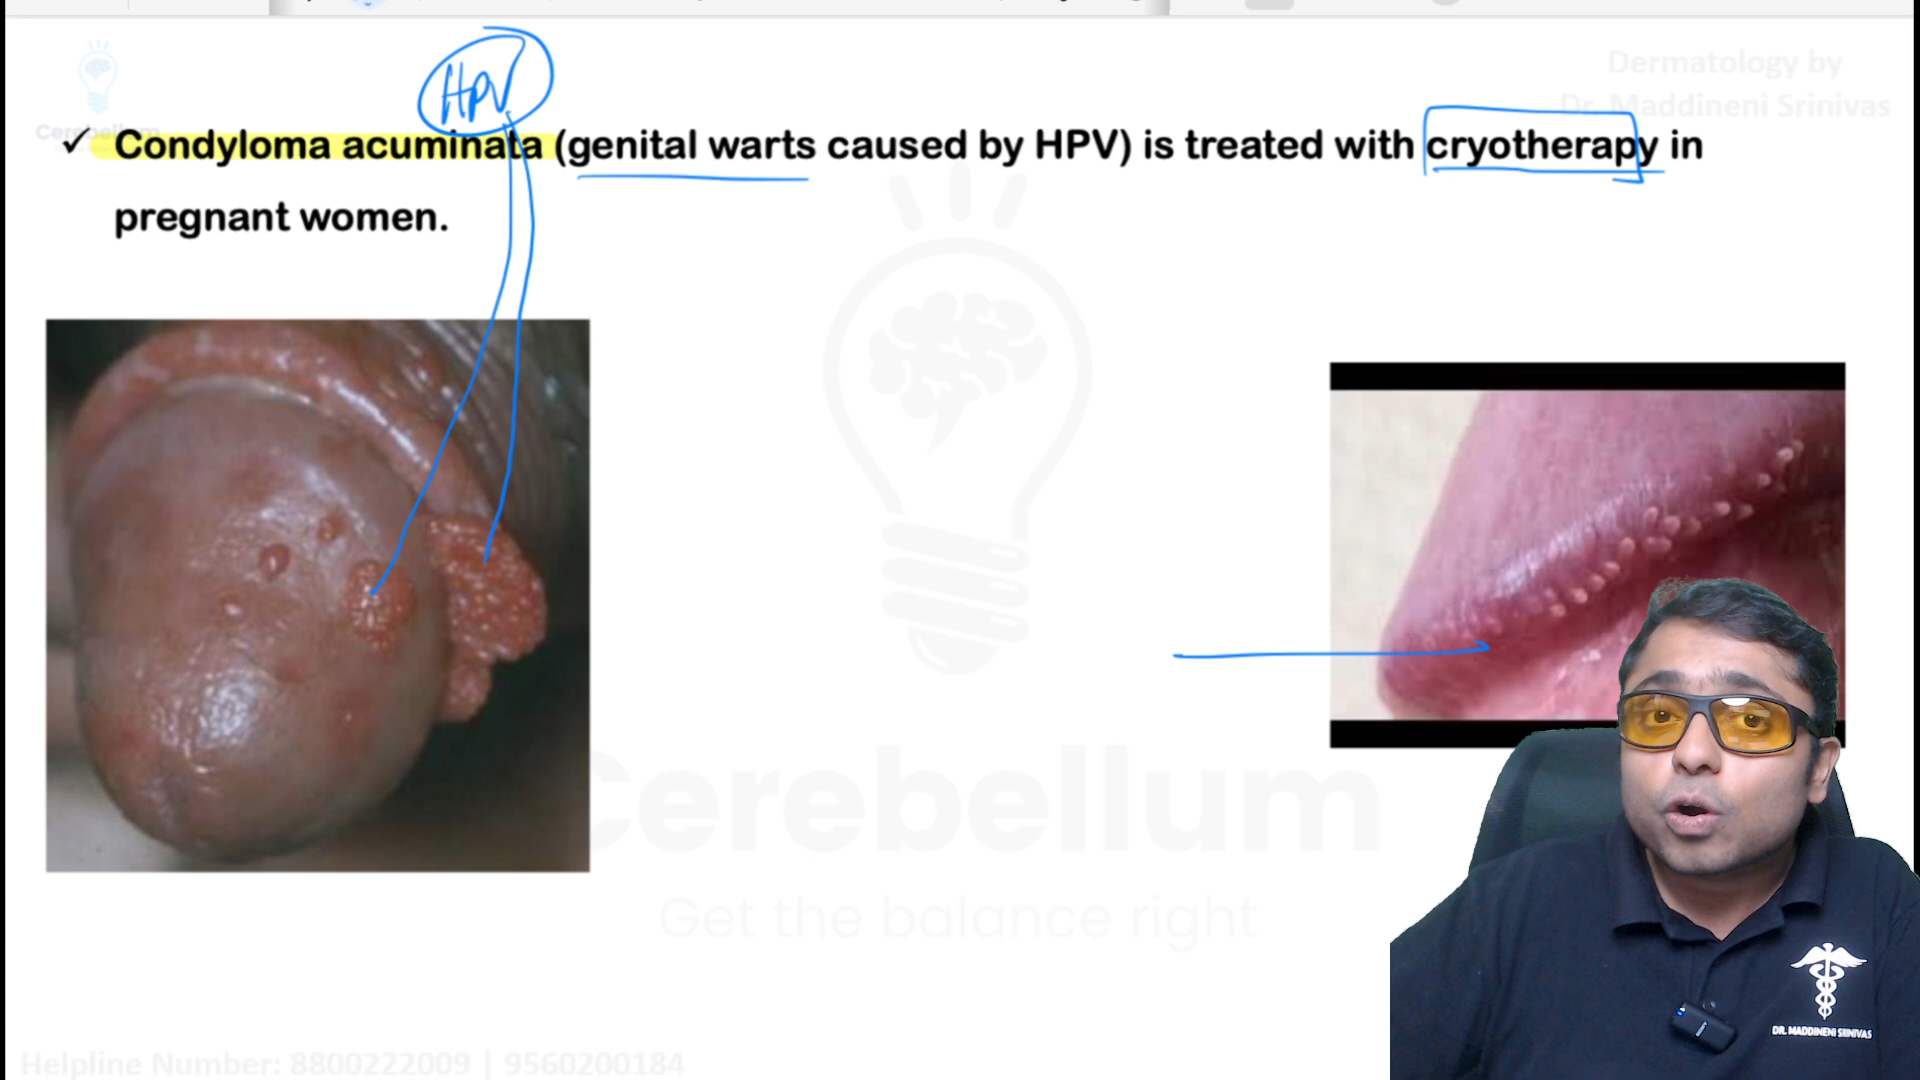 HPV
Dermatology by
Dr. Maddineni Srinivas
Cerebellum
✓ Condyloma acuminata (genital warts caused by HPV) is treated with cryotherapy in
pregnant women.
Cerebellum
Get the balance right
DR. MADDINENI SRINIVAS
Helpline Number: 8800222009 | 9560200184